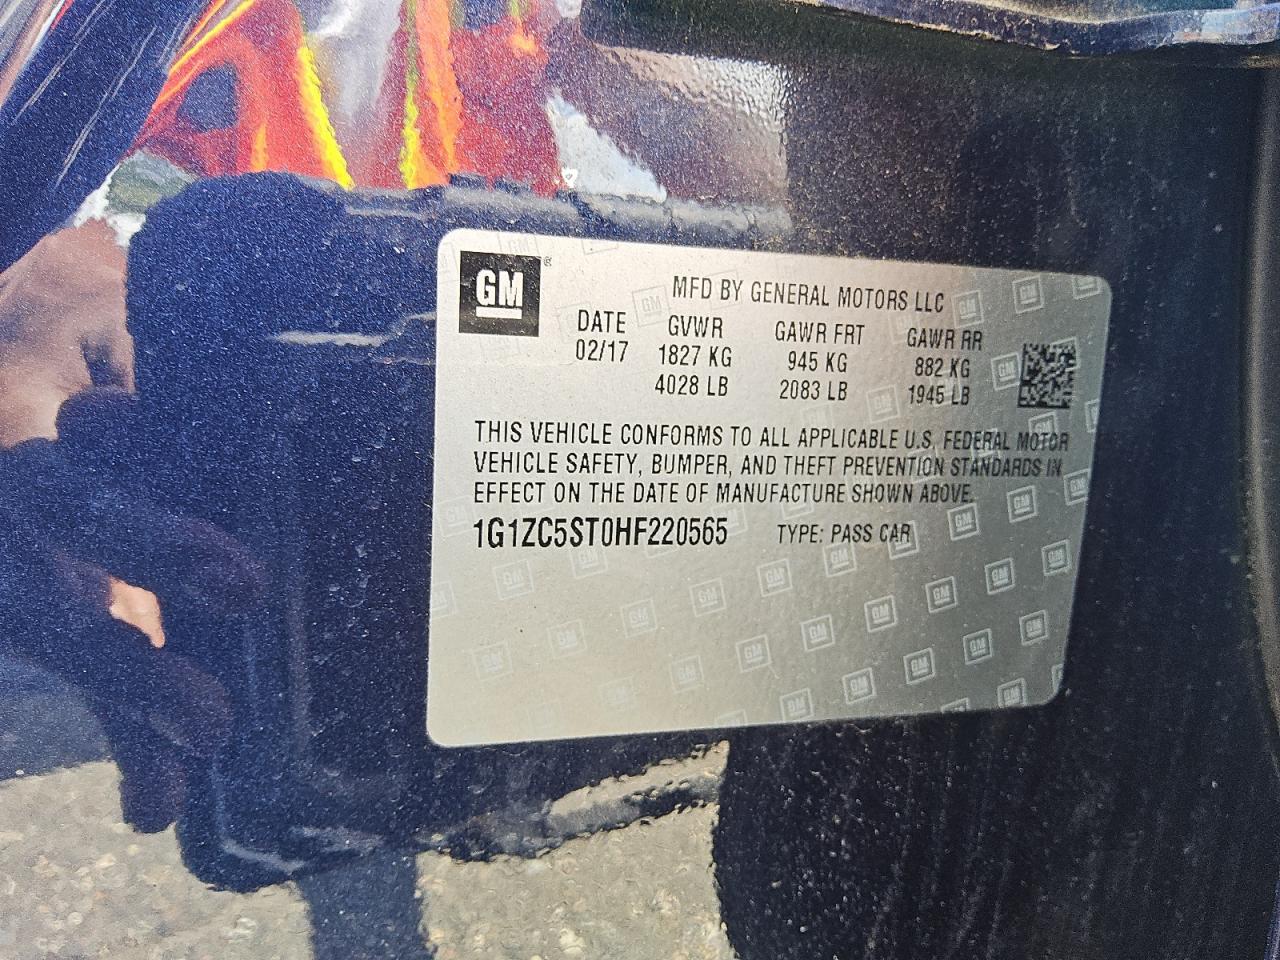 GM
MFD BY GENERAL MOTORS LLC
DATE GVWR GAWR FRT GAWR RR
02/17 1827 KG 945 KG 882 KG
4028 LB 2083 LB 1945 LB
THIS VEHICLE CONFORMS TO ALL APPLICABLE U.S. FEDERAL MOTOR
VEHICLE SAFETY, BUMPER, AND THEFT PREVENTION STANDARDS IN
EFFECT ON THE DATE OF MANUFACTURE SHOWN ABOVE.
1G1ZC5ST0HF220565 TYPE: PASS CAR